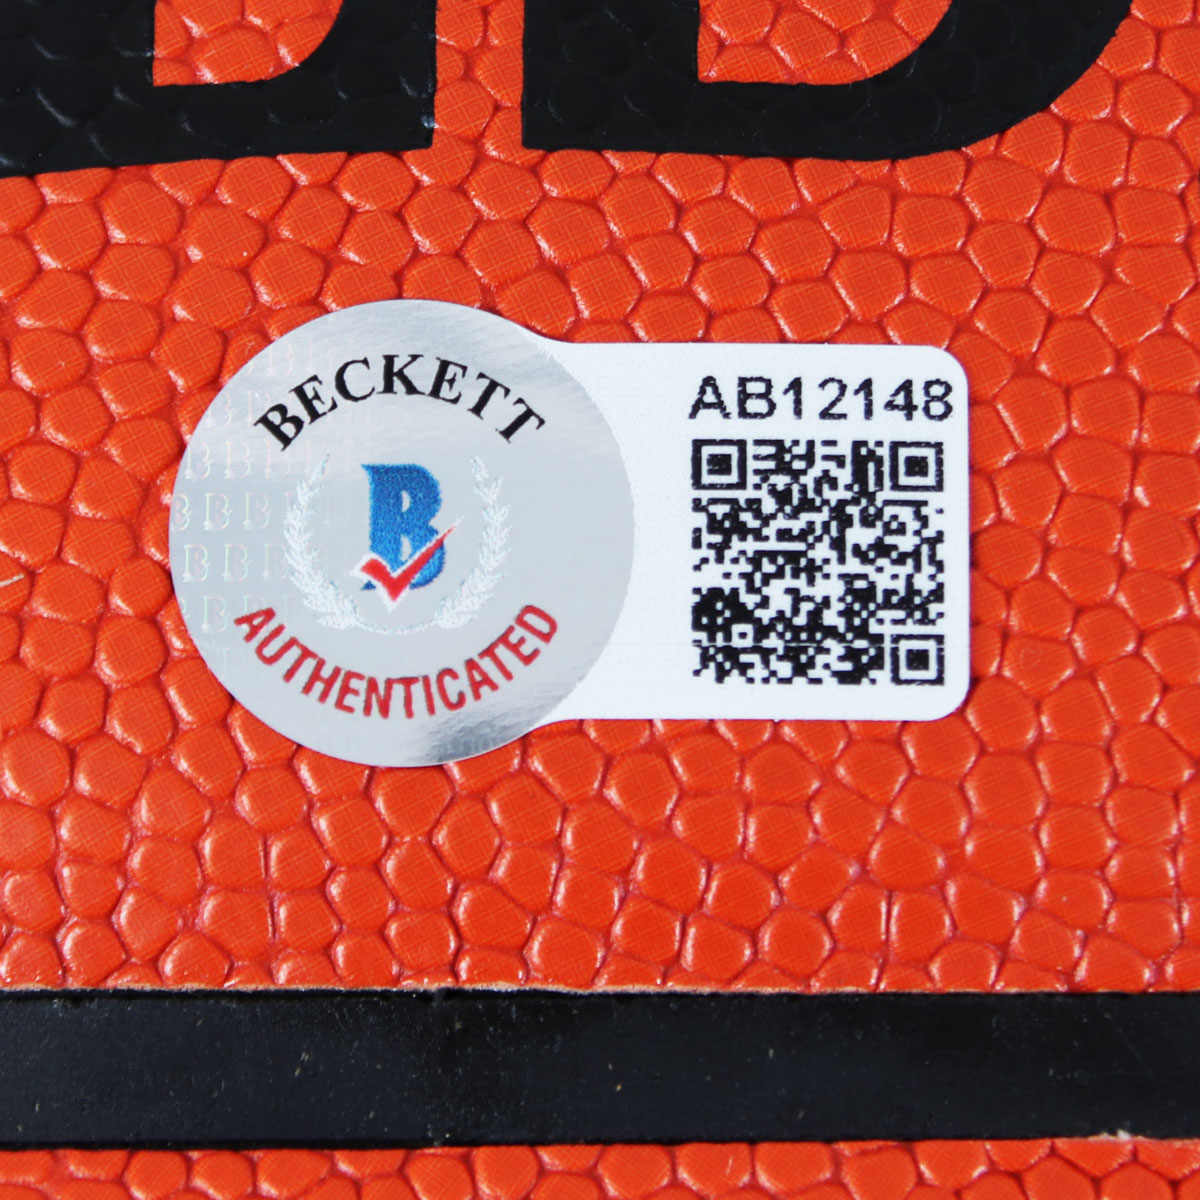 BECKETT
B
AUTHENTICATED
AB12148